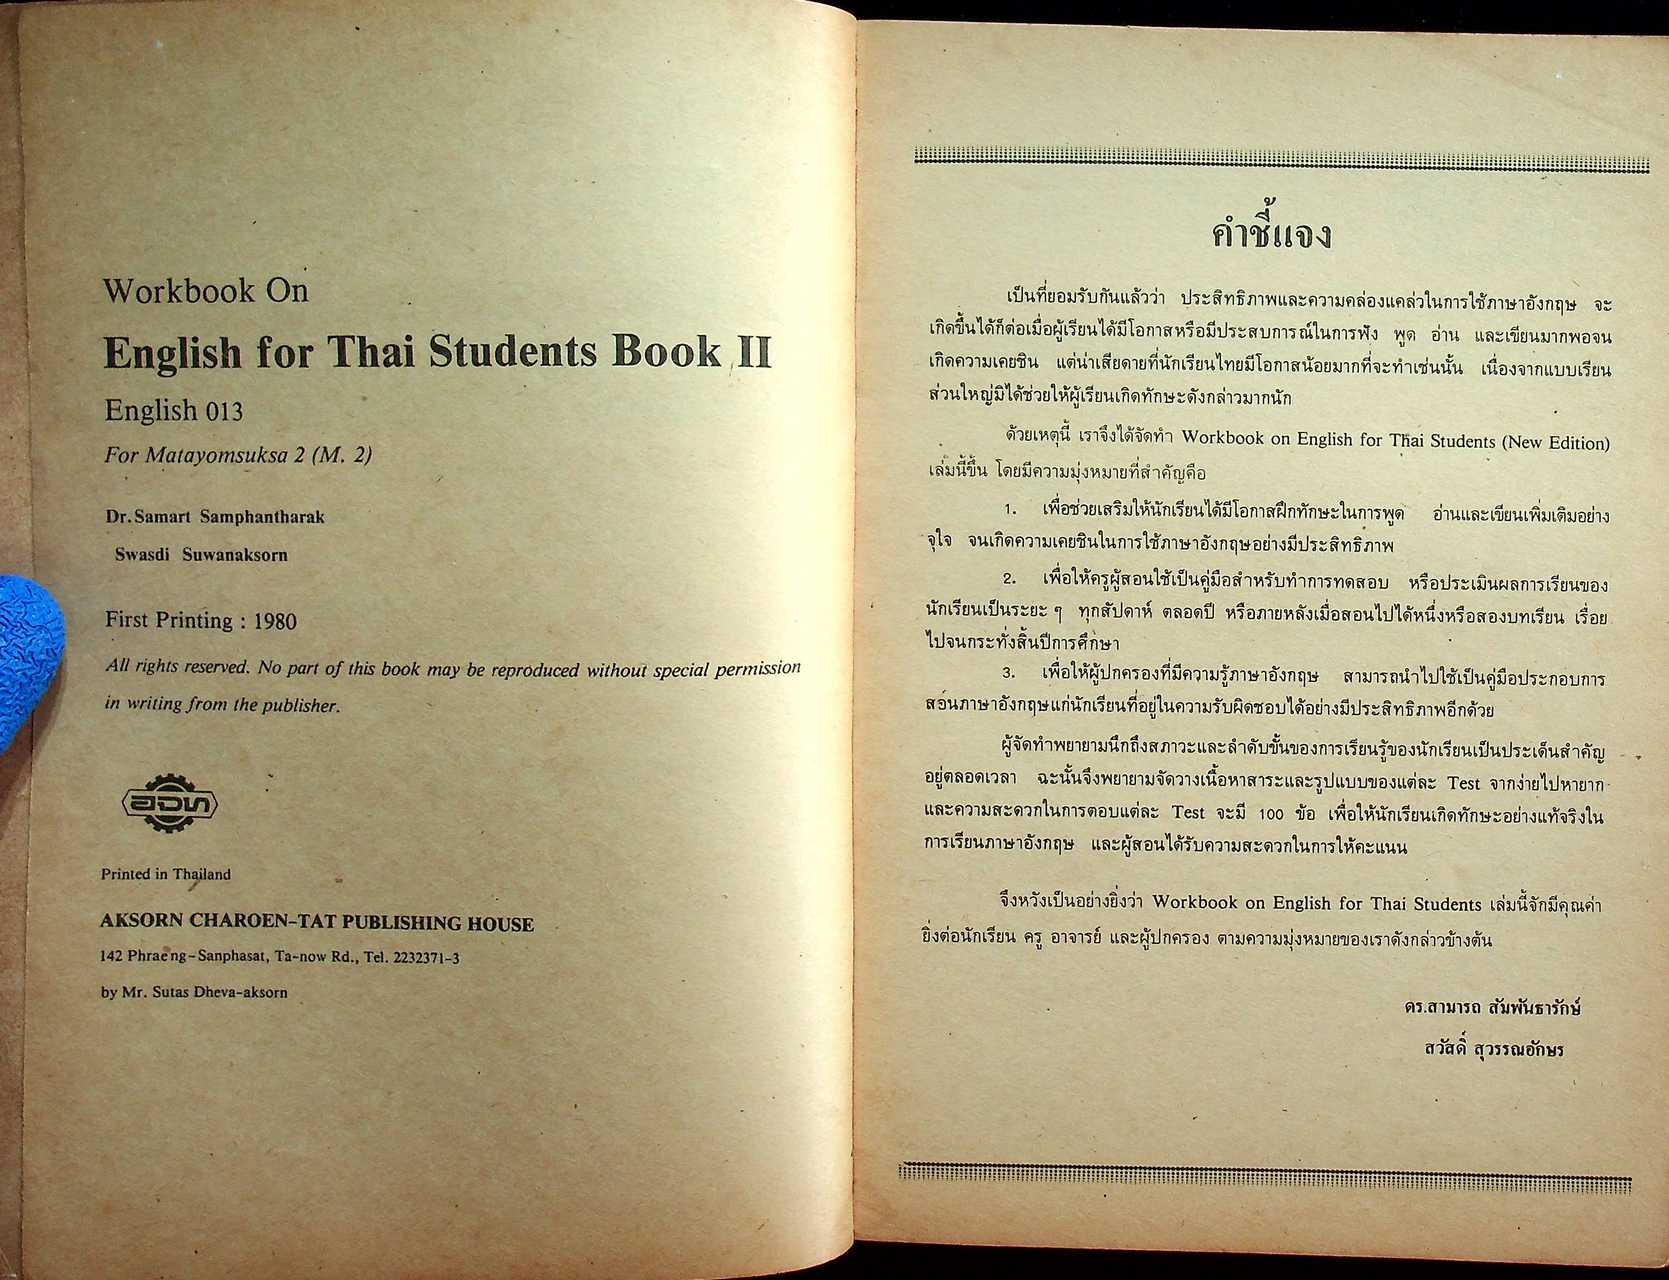 Workbook On
English for Thai Students Book II
English 013
For Matayomsuksa 2 (M. 2)
Dr. Samart Samphantharak
Swasdi Suwanaksorn
First Printing : 1980
All rights reserved. No part of this book may be reproduced without special permission
in writing from the publisher.
อจท
Printed in Thailand
AKSORN CHAROEN-TAT PUBLISHING HOUSE
142 Phraeng-Sanphasat, Ta-now Rd., Tel. 2232371-3
by Mr. Sutas Dheva-aksorn
คำชี้แจง
เป็นที่ยอมรับกันแล้วว่า ประสิทธิภาพและความคล่องแคล่วในการใช้ภาษาอังกฤษ จะ
เกิดขึ้นได้ก็ต่อเมื่อผู้เรียนได้มีโอกาสหรือมีประสบการณ์ในการฟัง พูด อ่าน และเขียนมากพอจน
เกิดความเคยชิน แต่น่าเสียดายที่นักเรียนไทยมีโอกาสน้อยมากที่จะทำเช่นนั้น เนื่องจากแบบเรียน
ส่วนใหญ่มิได้ช่วยให้ผู้เรียนเกิดทักษะดังกล่าวมากนัก
ด้วยเหตุนี้ เราจึงได้จัดทำ Workbook on English for Thai Students (New Edition)
เล่มนี้ขึ้น โดยมีความมุ่งหมายที่สำคัญคือ
1. เพื่อช่วยเสริมให้นักเรียนได้มีโอกาสฝึกทักษะในการพูด อ่านและเขียนเพิ่มเติมอย่าง
จุใจ จนเกิดความเคยชินในการใช้ภาษาอังกฤษอย่างมีประสิทธิภาพ
2. เพื่อให้ครูผู้สอนใช้เป็นคู่มือสำหรับทำการทดสอบ หรือประเมินผลการเรียนของ
นักเรียนเป็นระยะ ๆ ทุกสัปดาห์ ตลอดปี หรือภายหลังเมื่อสอนไปได้หนึ่งหรือสองบทเรียน เรื่อย
ไปจนกระทั่งสิ้นปีการศึกษา
3. เพื่อให้ผู้ปกครองที่มีความรู้ภาษาอังกฤษ สามารถนำไปใช้เป็นคู่มือประกอบการ
สอนภาษาอังกฤษแก่นักเรียนที่อยู่ในความรับผิดชอบได้อย่างมีประสิทธิภาพอีกด้วย
ผู้จัดทำพยายามนึกถึงสภาวะและลำดับขั้นของการเรียนรู้ของนักเรียนเป็นประเด็นสำคัญ
อยู่ตลอดเวลา ฉะนั้นจึงพยายามจัดวางเนื้อหาสาระและรูปแบบของแต่ละ Test จากง่ายไปหายาก
และความสะดวกในการตอบแต่ละ Test จะมี 100 ข้อ เพื่อให้นักเรียนเกิดทักษะอย่างแท้จริงใน
การเรียนภาษาอังกฤษ และผู้สอนได้รับความสะดวกในการให้คะแนน
จึงหวังเป็นอย่างยิ่งว่า Workbook on English for Thai Students เล่มนี้จักมีคุณค่า
ยิ่งต่อนักเรียน ครู อาจารย์ และผู้ปกครอง ตามความมุ่งหมายของเราดังกล่าวข้างต้น
ดร.สามารถ สัมพันธารักษ์
สวัสดิ์ สุวรรณอักษร